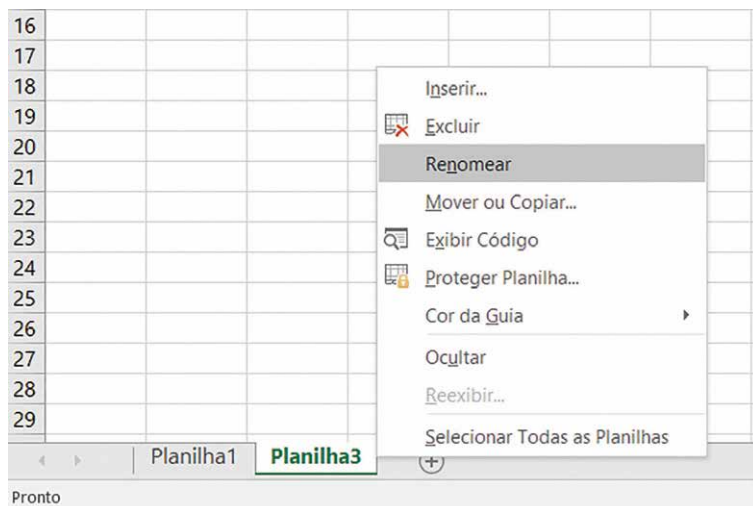 16
17
18
Inserir...
19
Excluir
20
Renomear
21
22
Mover ou Copiar...
23
Exibir Código
24
Proteger Planilha...
25
Cor da Guia
26
27
Ocultar
28
Reexibir...
29
Selecionar Todas as Planilhas
Planilha1 Planilha3
Pronto